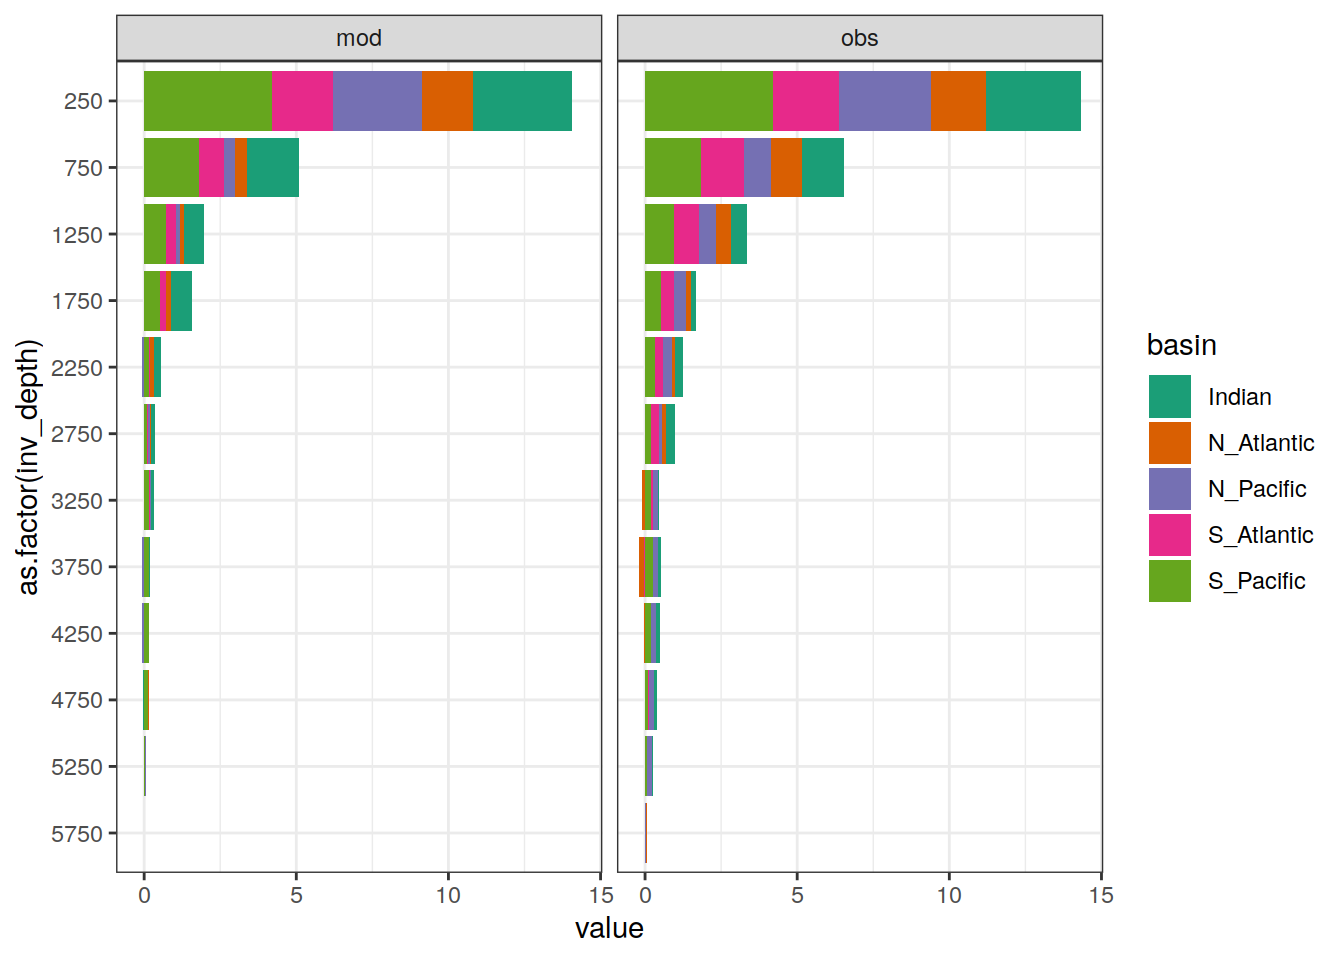 mod
obs
250
750
1250
1750
2250
2750
3250
3750
4250
4750
5250
5750
as.factor(inv_depth)
0 5 10 15 0 5 10 15
value
basin
Indian
N_Atlantic
N_Pacific
S_Atlantic
S_Pacific